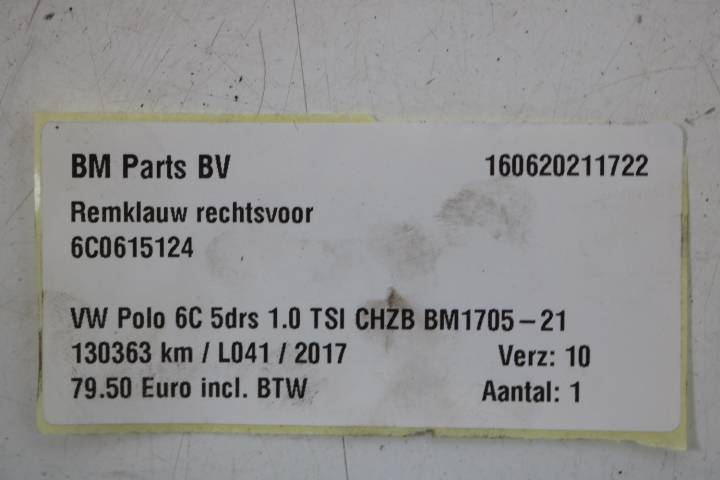 BM Parts BV 160620211722
Remklauw rechtsvoor
6C0615124
VW Polo 6C 5drs 1.0 TSI CHZB BM1705-21
130363 km / L041 / 2017 Verz: 10
79.50 Euro incl. BTW Aantal: 1